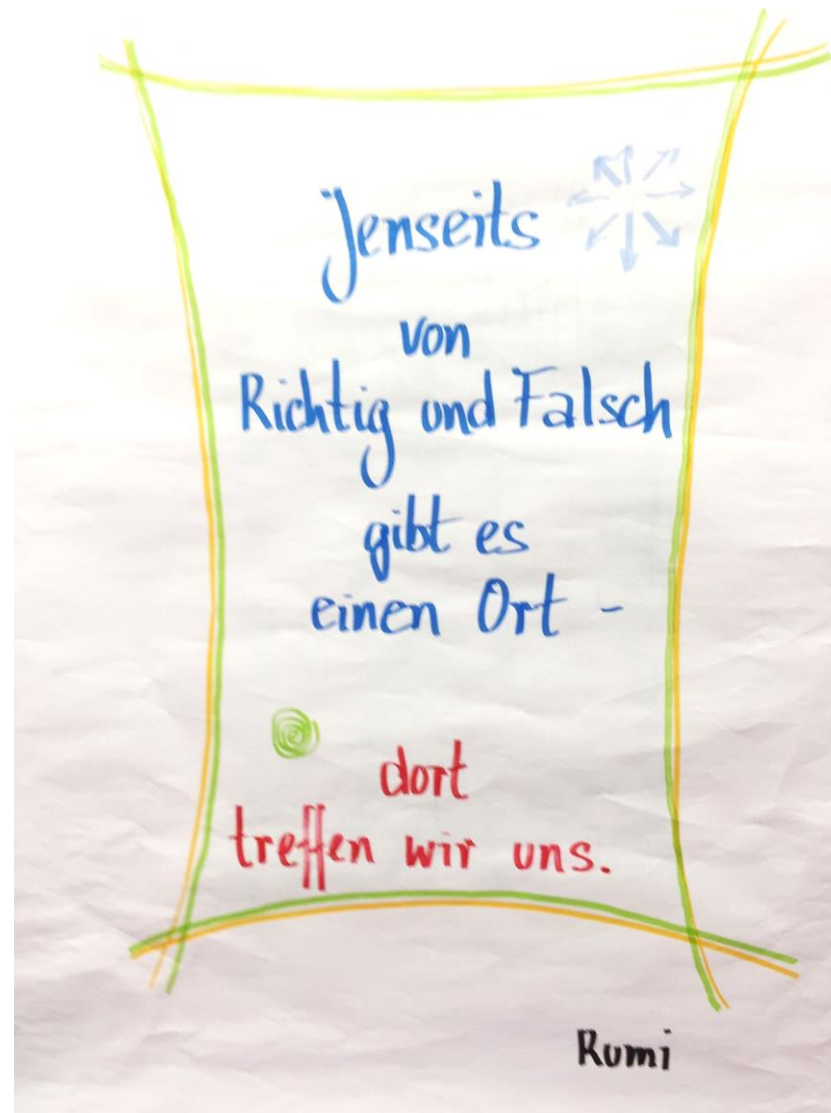 Jenseits
von
Richtig und Falsch
gibt es
einen Ort -
dort
treffen wir uns.
Rumi